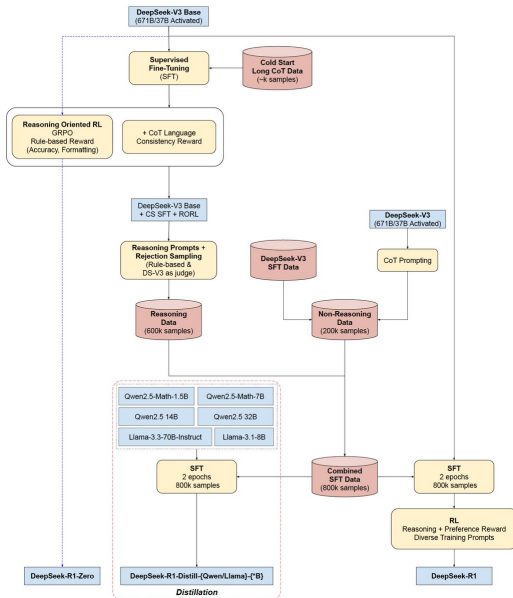 DeepSeek-V3 Base
(671B/37B Activated)
Supervised
Fine-Tuning
(SFT)
Cold Start
Long CoT Data
(~k samples)
Reasoning Oriented RL
GRPO
Rule-based Reward
(Accuracy, Formatting)
+ CoT Language
Consistency Reward
DeepSeek-V3 Base
+ CS SFT + RORL
DeepSeek-V3
(671B/37B Activated)
Reasoning Prompts +
Rejection Sampling
(Rule-based &
DS-V3 as judge)
DeepSeek-V3
SFT Data
CoT Prompting
Reasoning
Data
(600k samples)
Non-Reasoning
Data
(200k samples)
Qwen2.5-Math-1.5B
Qwen2.5-Math-7B
Qwen2.5 14B
Qwen2.5 32B
Llama-3.3-70B-Instruct
Llama-3.1-8B
SFT
2 epochs
800k samples
Combined
SFT Data
(800k samples)
SFT
2 epochs
800k samples
RL
Reasoning + Preference Reward
Diverse Training Prompts
DeepSeek-R1-Zero
DeepSeek-R1-Distill-{Qwen/Llama}-{*B}
DeepSeek-R1
Distillation